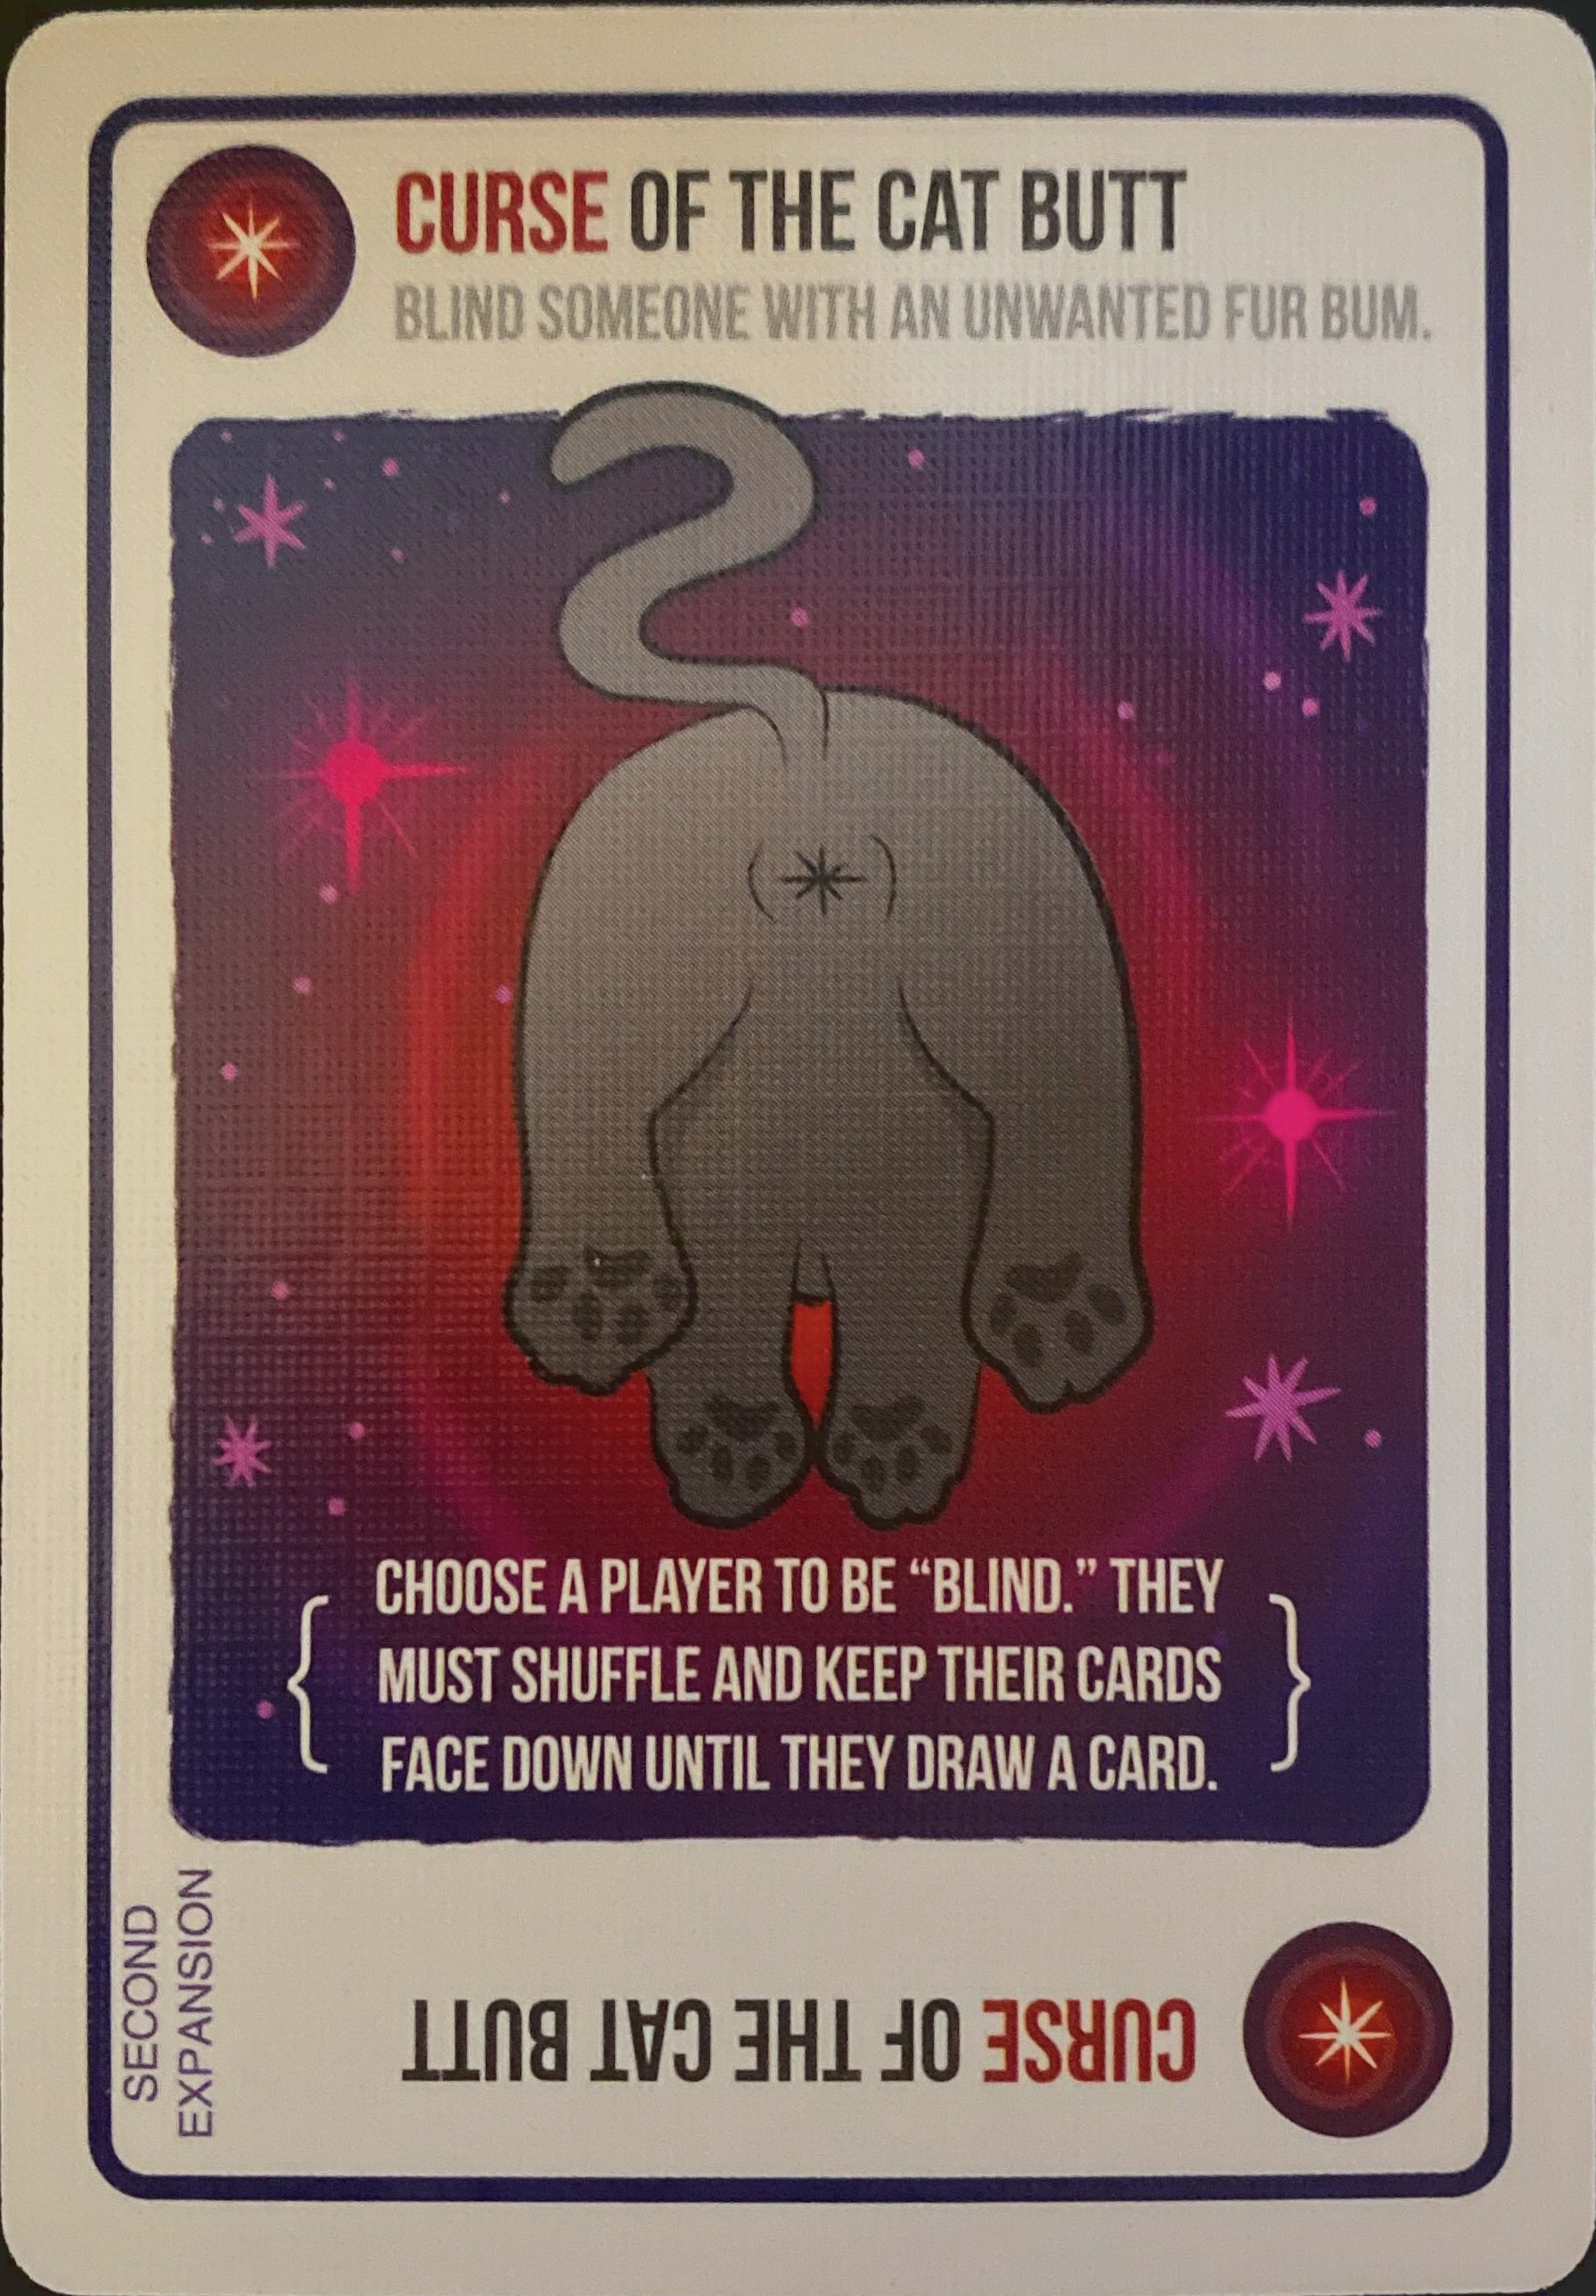 CURSE OF THE CAT BUTT
BLIND SOMEONE WITH AN UNWANTED FUR BUM.
CHOOSE A PLAYER TO BE “BLIND.” THEY
MUST SHUFFLE AND KEEP THEIR CARDS
FACE DOWN UNTIL THEY DRAW A CARD.
SECOND
EXPANSION
CURSE OF THE CAT BUTT